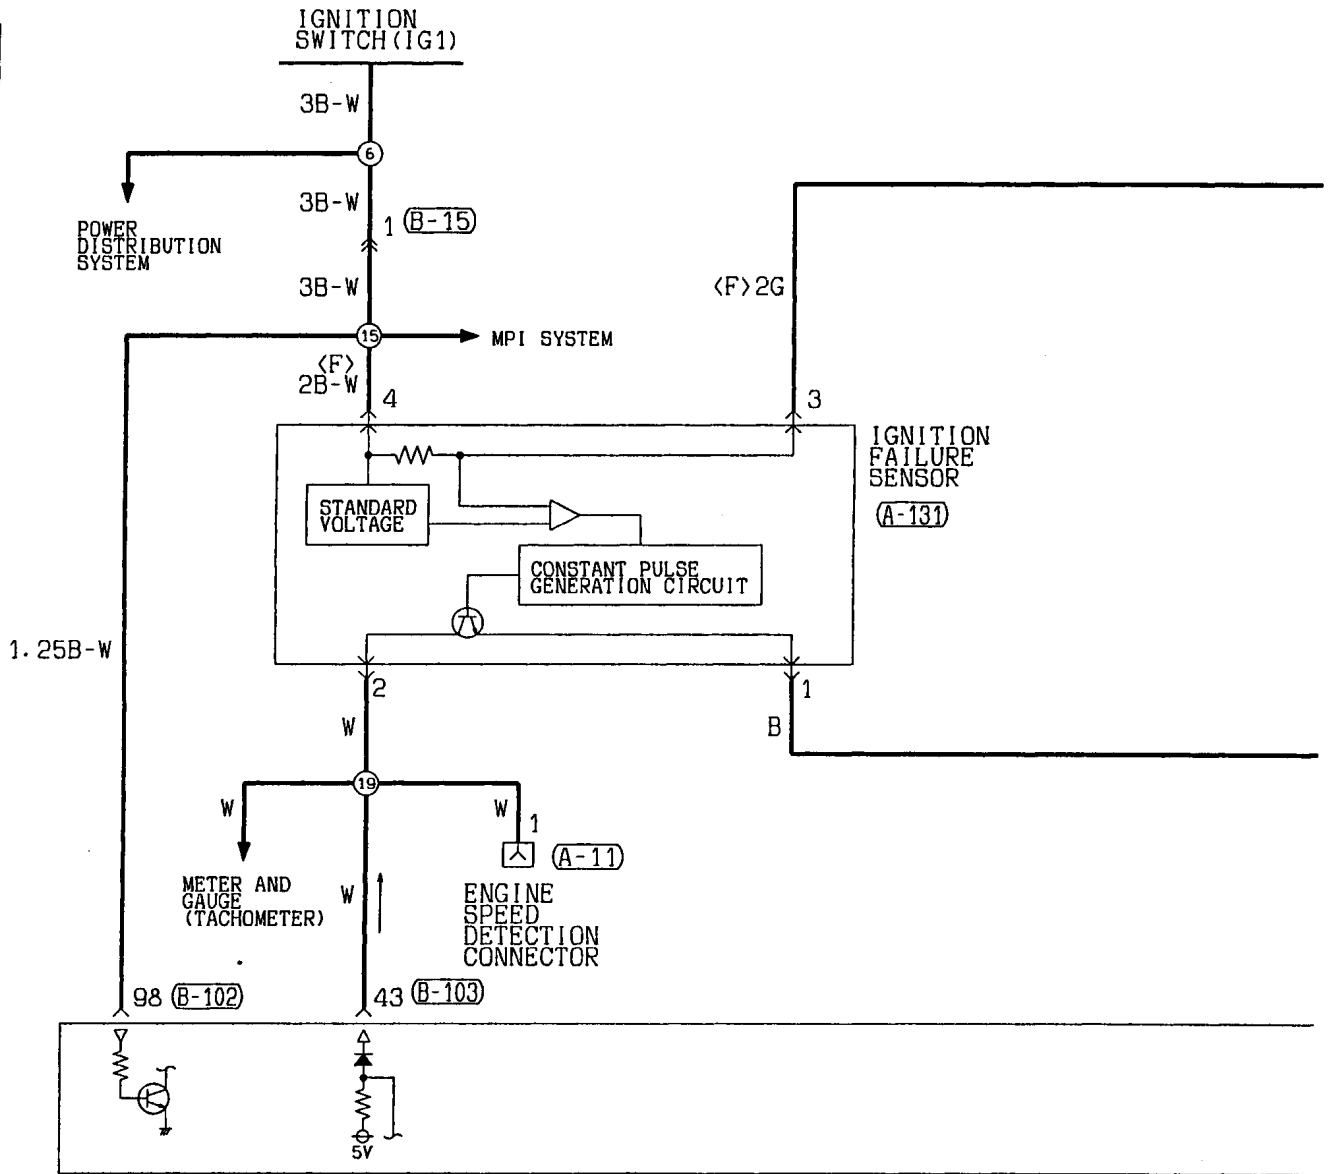 IGNITION
SWITCH(IG1)
3B-W
6
3B-W
1 (B-15)
POWER
DISTRIBUTION
SYSTEM
3B-W
<F>2G
15
MPI SYSTEM
<F>
2B-W
4
3
IGNITION
FAILURE
SENSOR
(A-131)
STANDARD
VOLTAGE
CONSTANT PULSE
GENERATION CIRCUIT
1.25B-W
2
1
W
B
19
W
W
1
(A-11)
METER AND
GAUGE
(TACHOMETER)
W
ENGINE
SPEED
DETECTION
CONNECTOR
98 (B-102)
43 (B-103)
5V